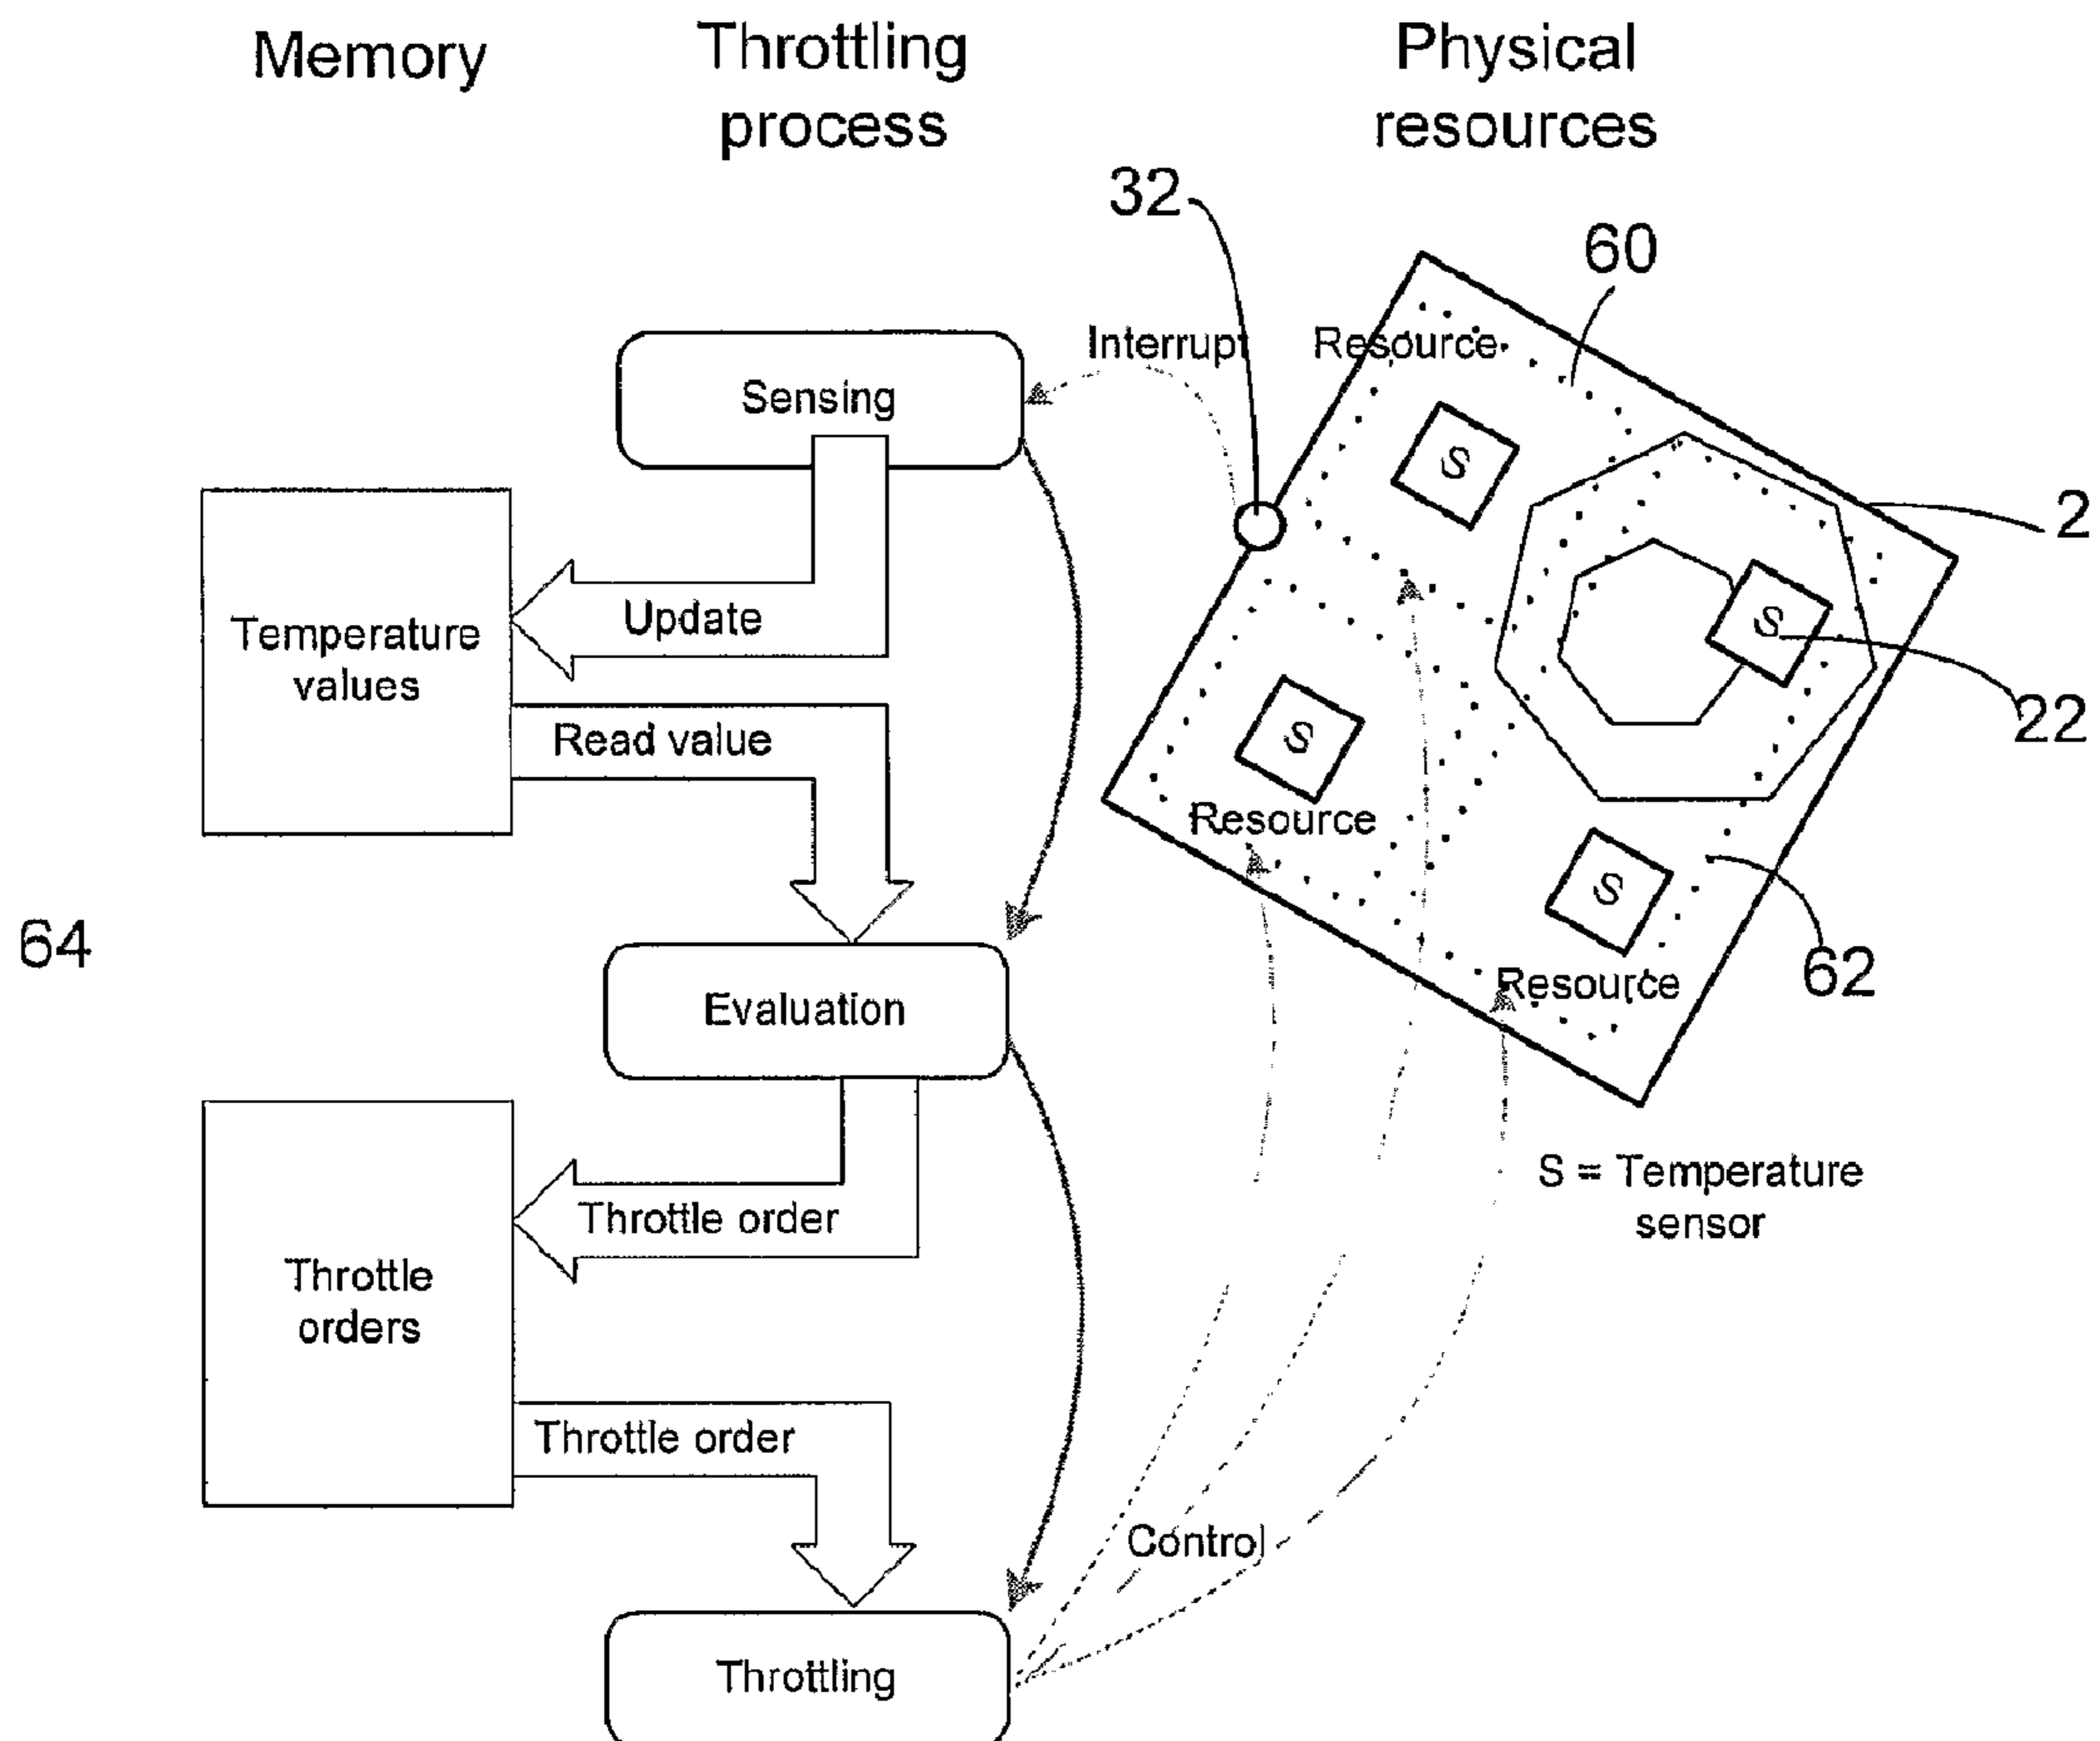 Memory
Throttling
process
Physical
resources
32
60
Interrupt
Resource
Sensing
S
2
Update
S
Temperature
values
22
Read value
S
Resource
S
64
62
Resource
Evaluation
S = Temperature
sensor
Throttle order
Throttle
orders
Throttle order
Control
Throttling